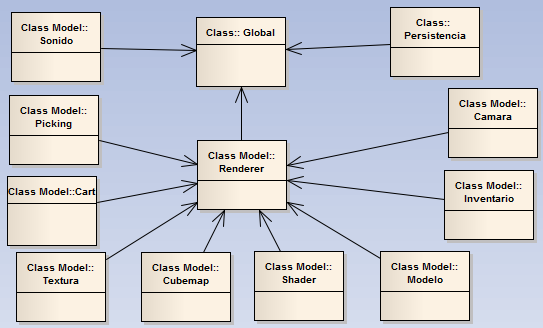 Class Model::
Sonido
Class:: Global
Class::
Persistencia
Class Model::
Picking
Class Model::
Renderer
Class Model::
Camara
Class Model::Cart
Class Model::
Inventario
Class Model::
Textura
Class Model::
Cubemap
Class Model::
Shader
Class Model::
Modelo